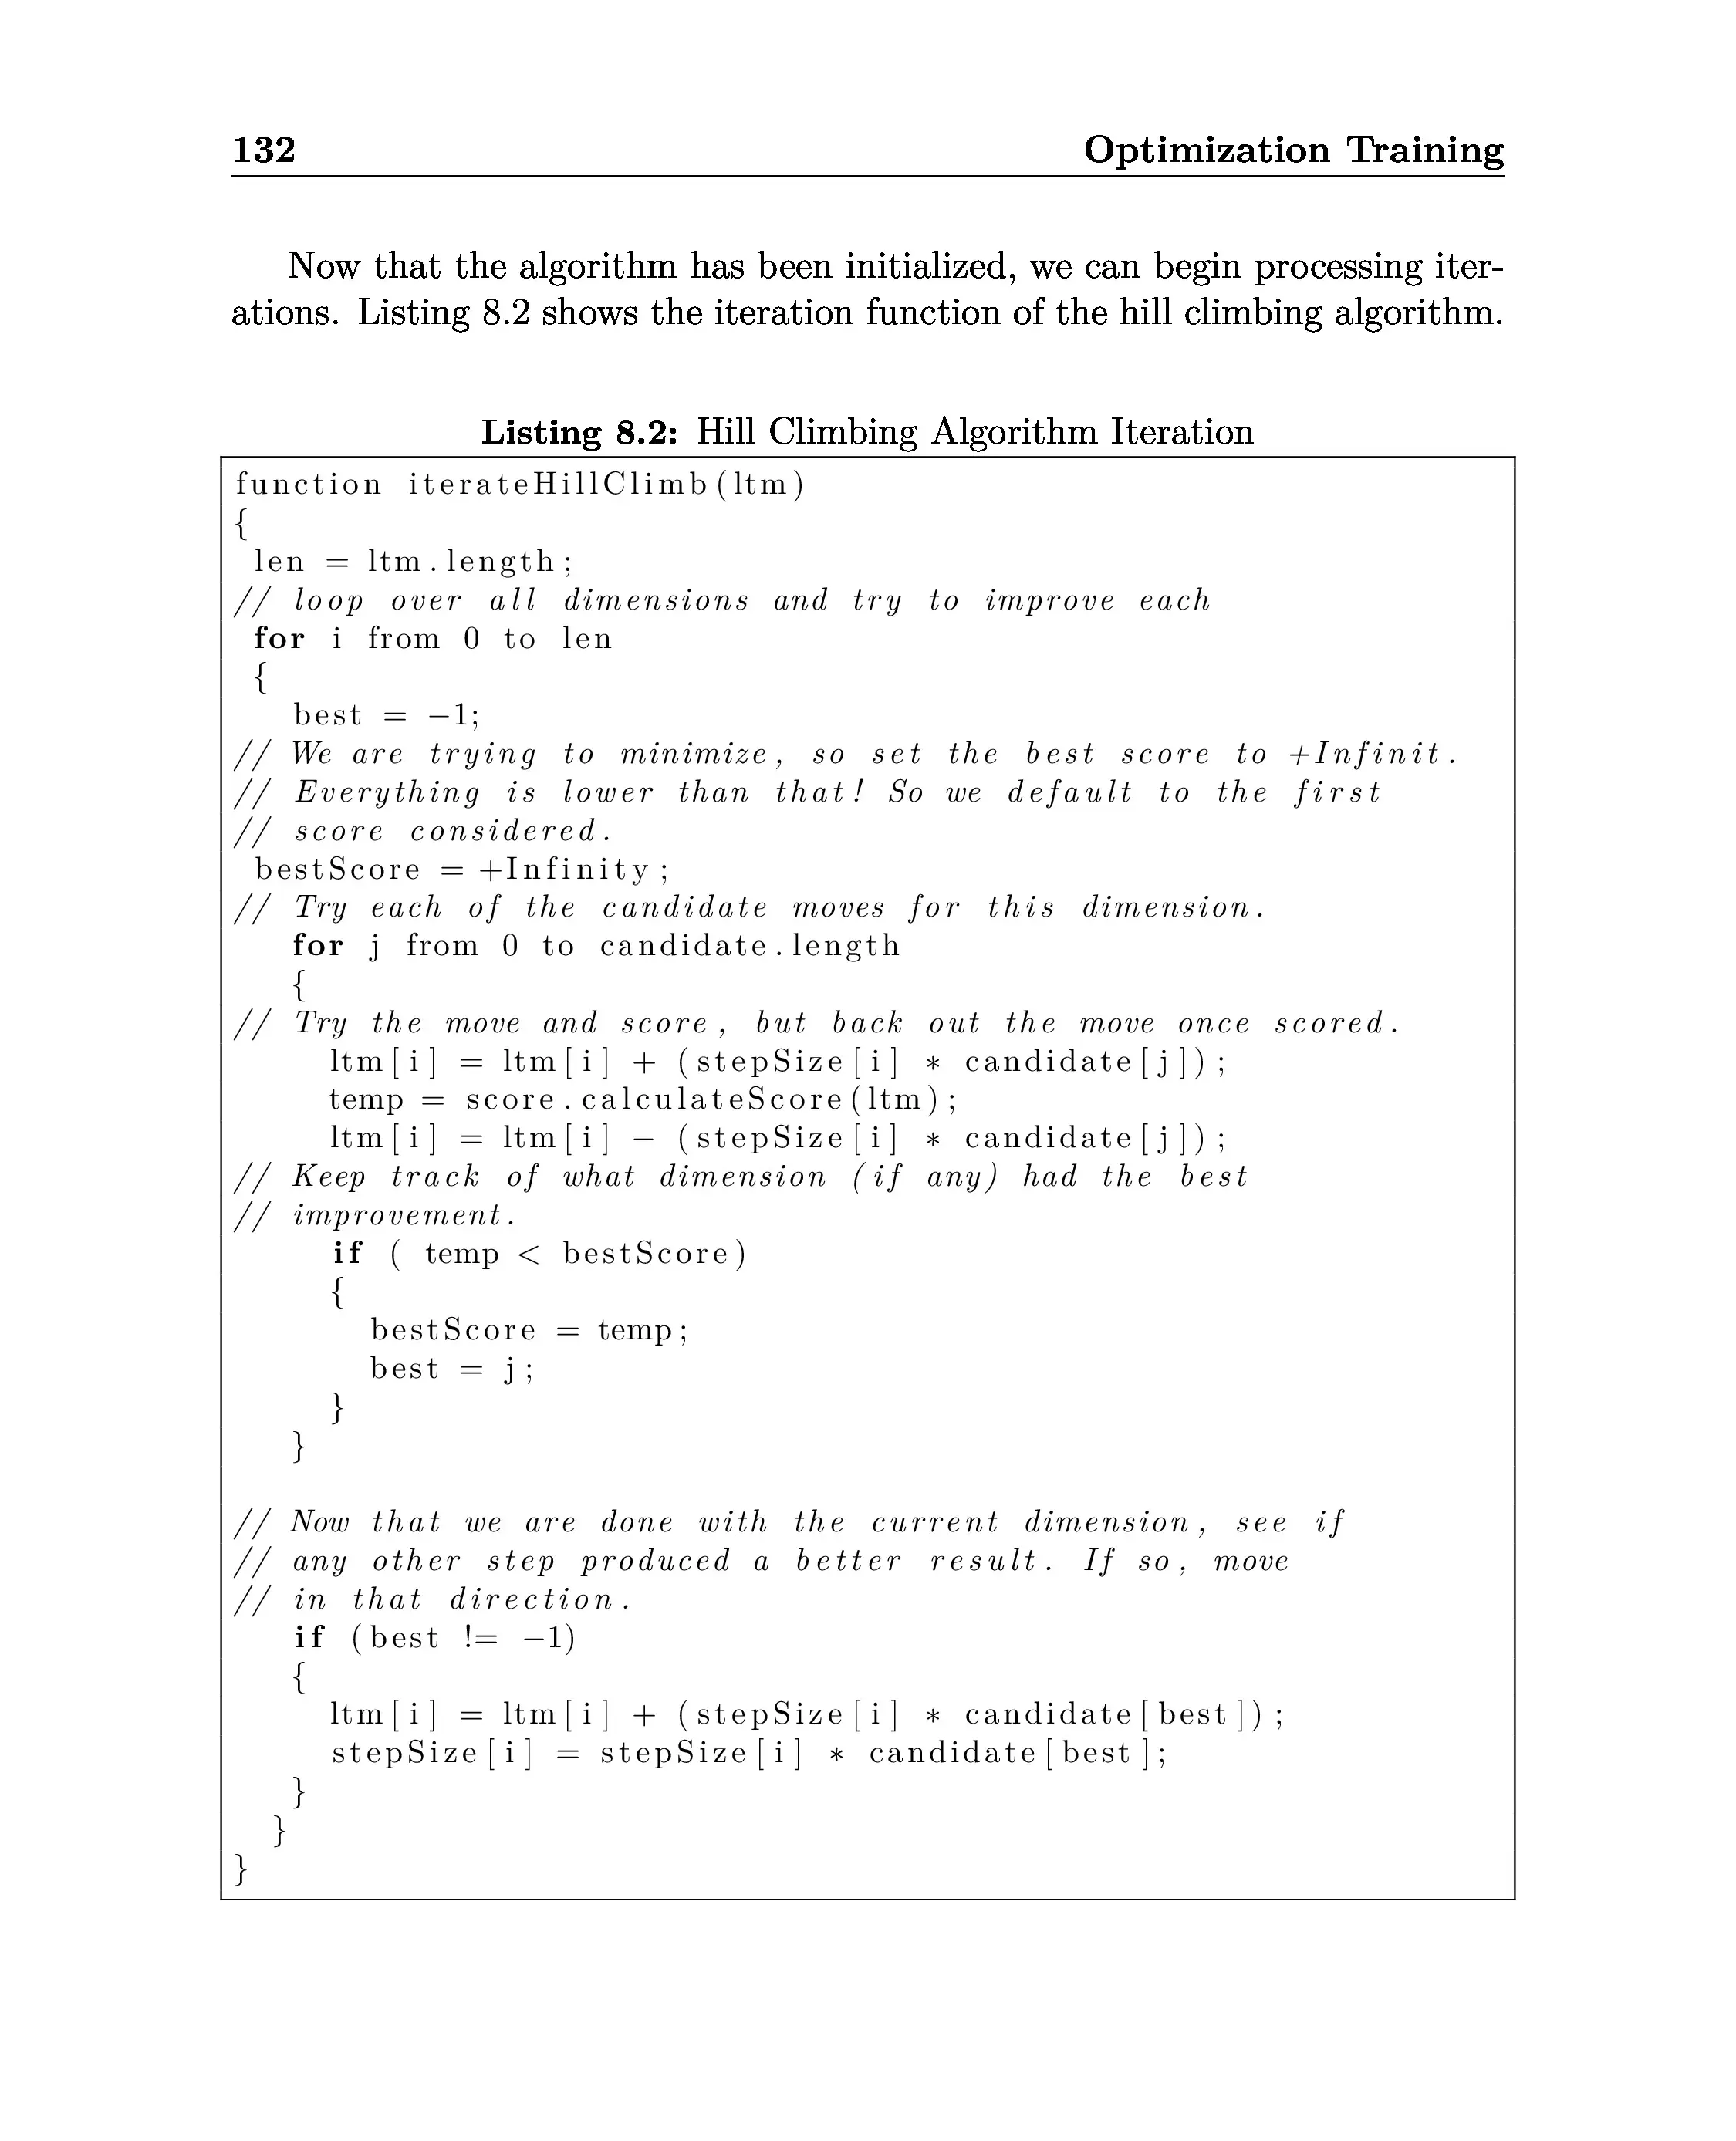 132 Optimization Training
Now that the algorithm has been initialized, we can begin processing iter-
ations. Listing 8.2 shows the iteration function of the hill climbing algorithm.
Listing 8.2: Hill Climbing Algorithm Iteration
function iterateHillClimb(ltm)
{
len = ltm.length;
// loop over all dimensions and try to improve each
for i from 0 to len
{
best = −1;
// We are trying to minimize, so set the best score to +Infinit.
// Everything is lower than that! So we default to the first
// score considered.
bestScore = +Infinity;
// Try each of the candidate moves for this dimension.
for j from 0 to candidate.length
{
// Try the move and score, but back out the move once scored.
ltm[i] = ltm[i] + (stepSize[i] * candidate[j]);
temp = score.calculateScore(ltm);
ltm[i] = ltm[i] − (stepSize[i] * candidate[j]);
// Keep track of what dimension (if any) had the best
// improvement.
if ( temp < bestScore)
{
bestScore = temp;
best = j;
}
}
// Now that we are done with the current dimension, see if
// any other step produced a better result. If so, move
// in that direction.
if (best != −1)
{
ltm[i] = ltm[i] + (stepSize[i] * candidate[best]);
stepSize[i] = stepSize[i] * candidate[best];
}
}
}